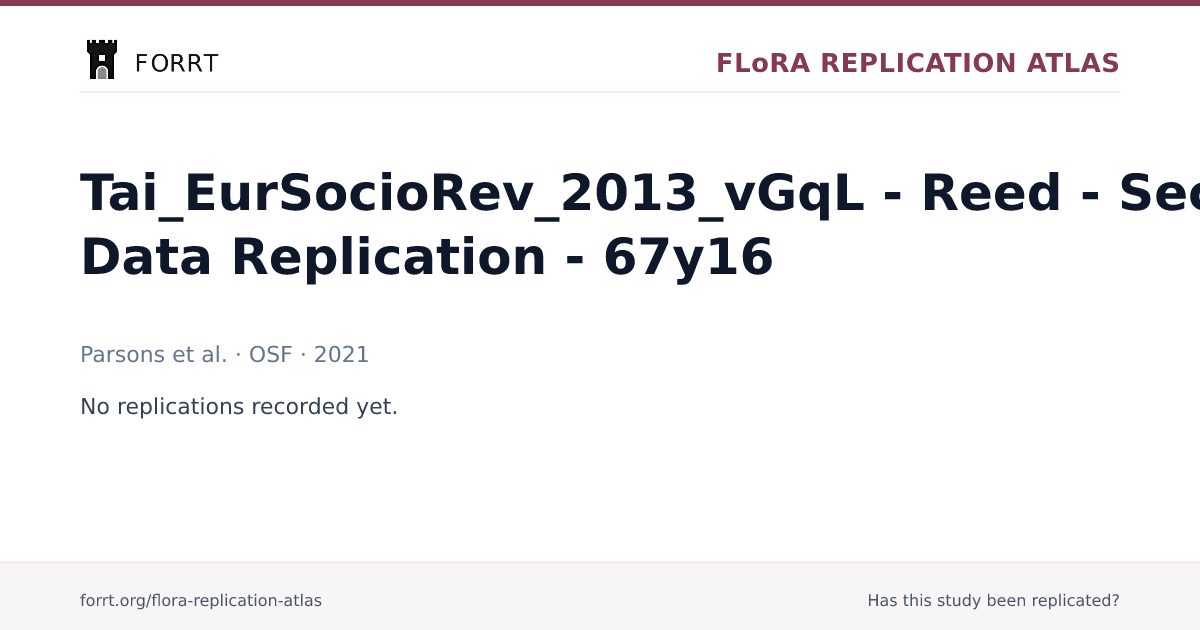 FORRT
FLoRA REPLICATION ATLAS
Tai_EurSocioRev_2013_vGqL - Reed -
Data Replication - 67y16
Parsons et al. · OSF · 2021
No replications recorded yet.
forrt.org/flora-replication-atlas
Has this study been replicated?